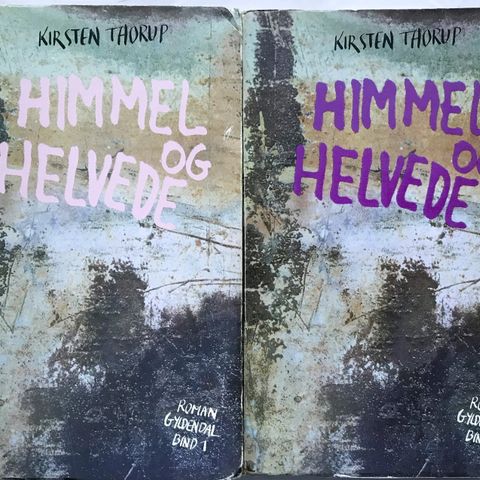 KIRSTEN THORUP
HIMMEL
OG
HELVEDE
ROMAN
GYLDENDAL
BIND 1
KIRSTEN THORUP
HIMMEL
OG
HELVEDE